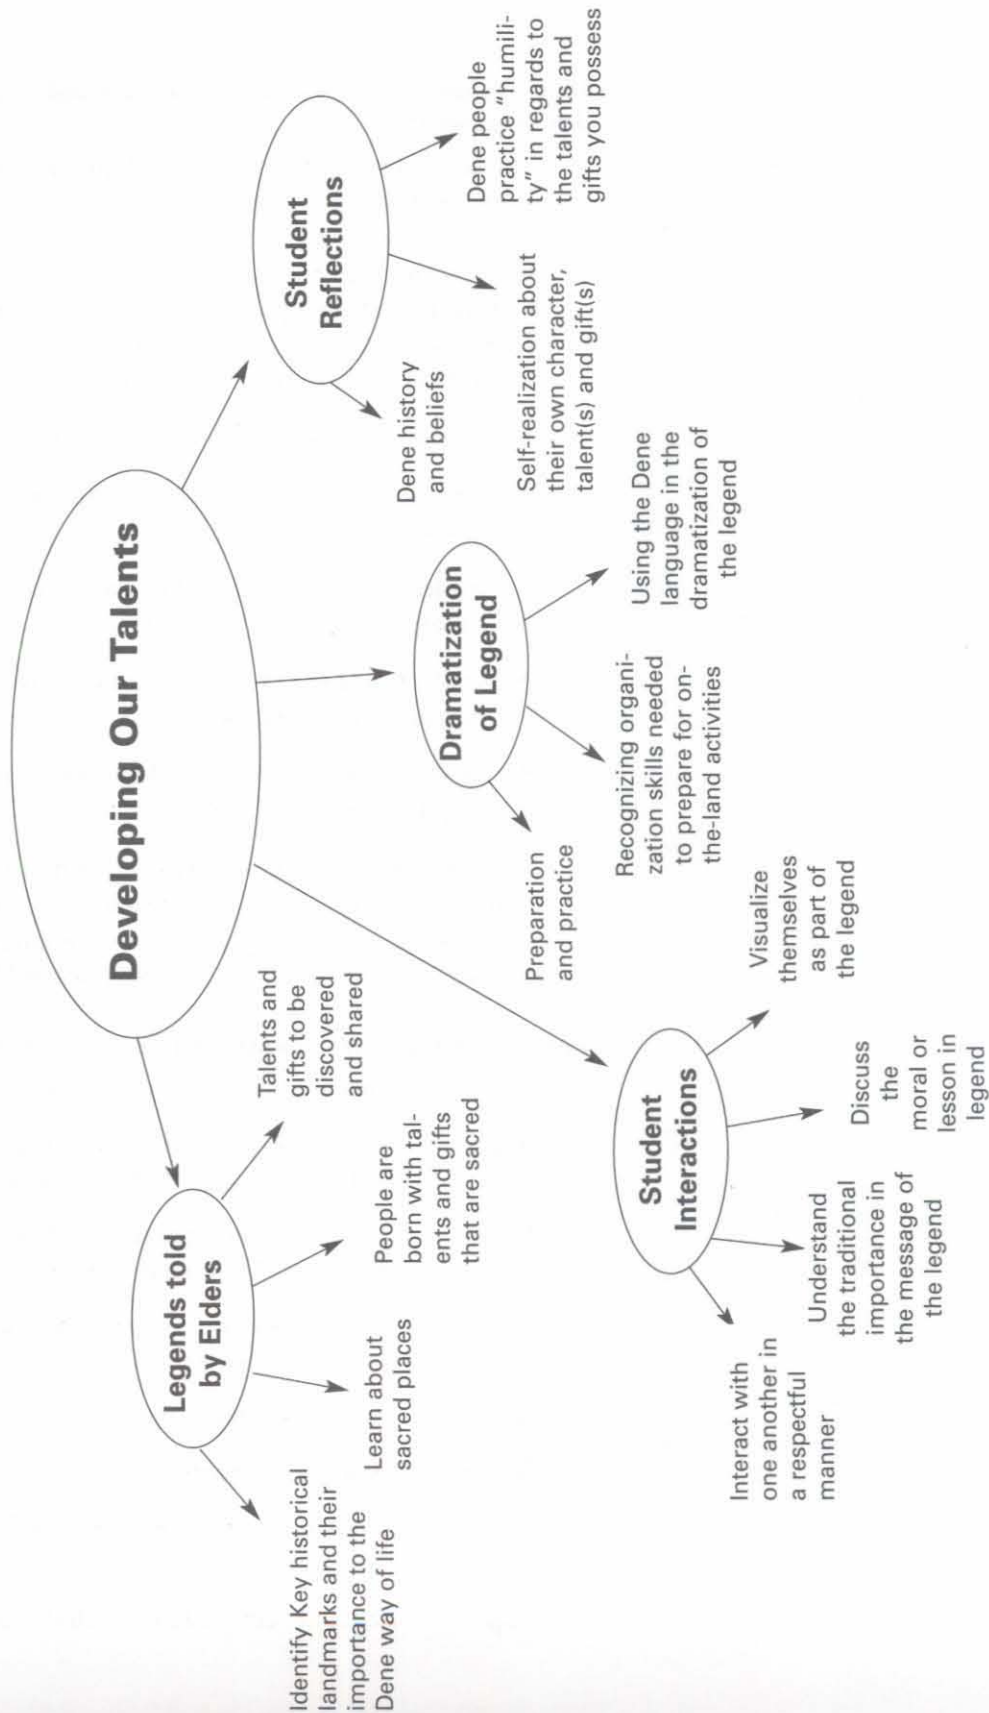 Developing Our Talents
Legends told
by Elders
Identify Key historical
landmarks and their
importance to the
Dene way of life
Learn about
sacred places
People are
born with tal-
ents and gifts
that are sacred
Talents and
gifts to be
discovered
and shared
Student
Interactions
Interact with
one another in
a respectful
manner
Understand
the traditional
importance in
the message of
the legend
Discuss
the
moral or
lesson in
legend
Visualize
themselves
as part of
the legend
Dramatization
of Legend
Preparation
and practice
Recognizing organi-
zation skills needed
to prepare for on-
the-land activities
Using the Dene
language in the
dramatization of
the legend
Student
Reflections
Dene history
and beliefs
Self-realization about
their own character,
talent(s) and gift(s)
Dene people
practice "humili-
ty" in regards to
the talents and
gifts you possess